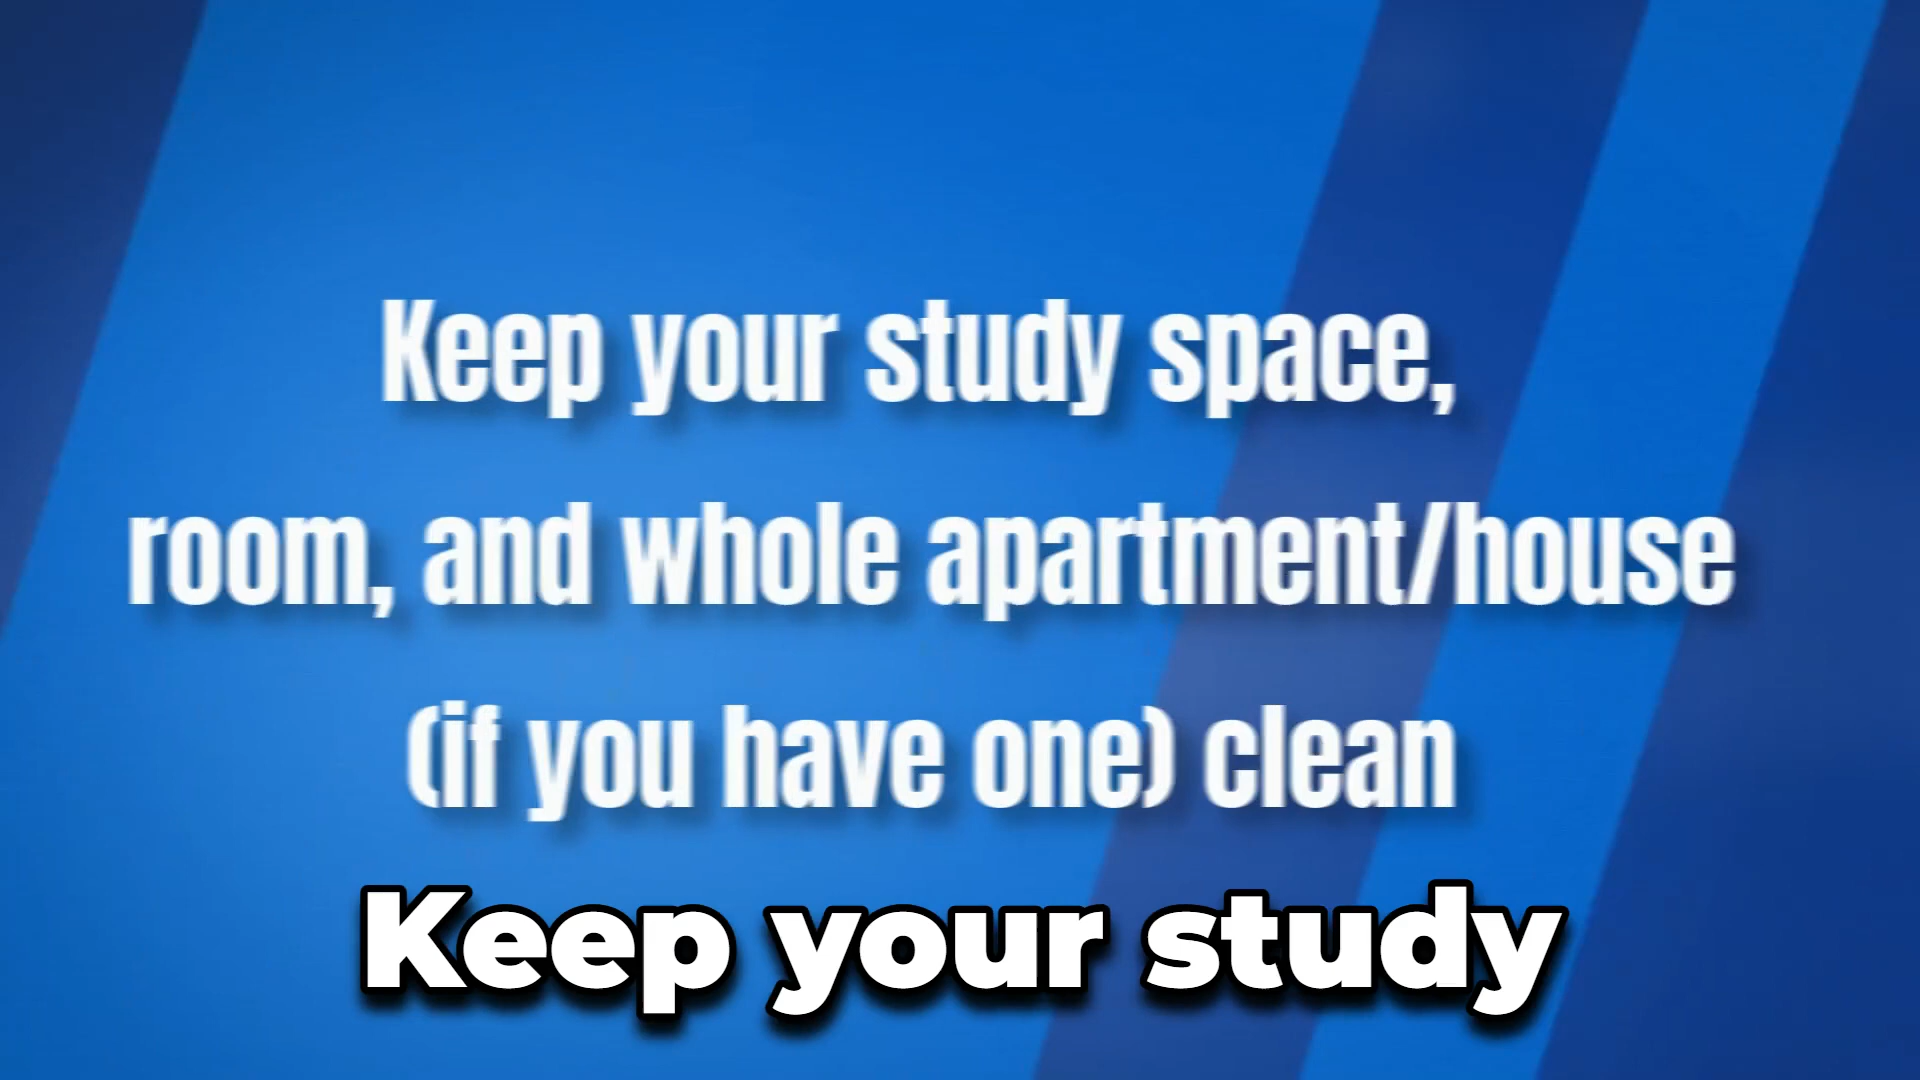 Keep your study space,
room, and whole apartment/house
(if you have one) clean
Keep your study